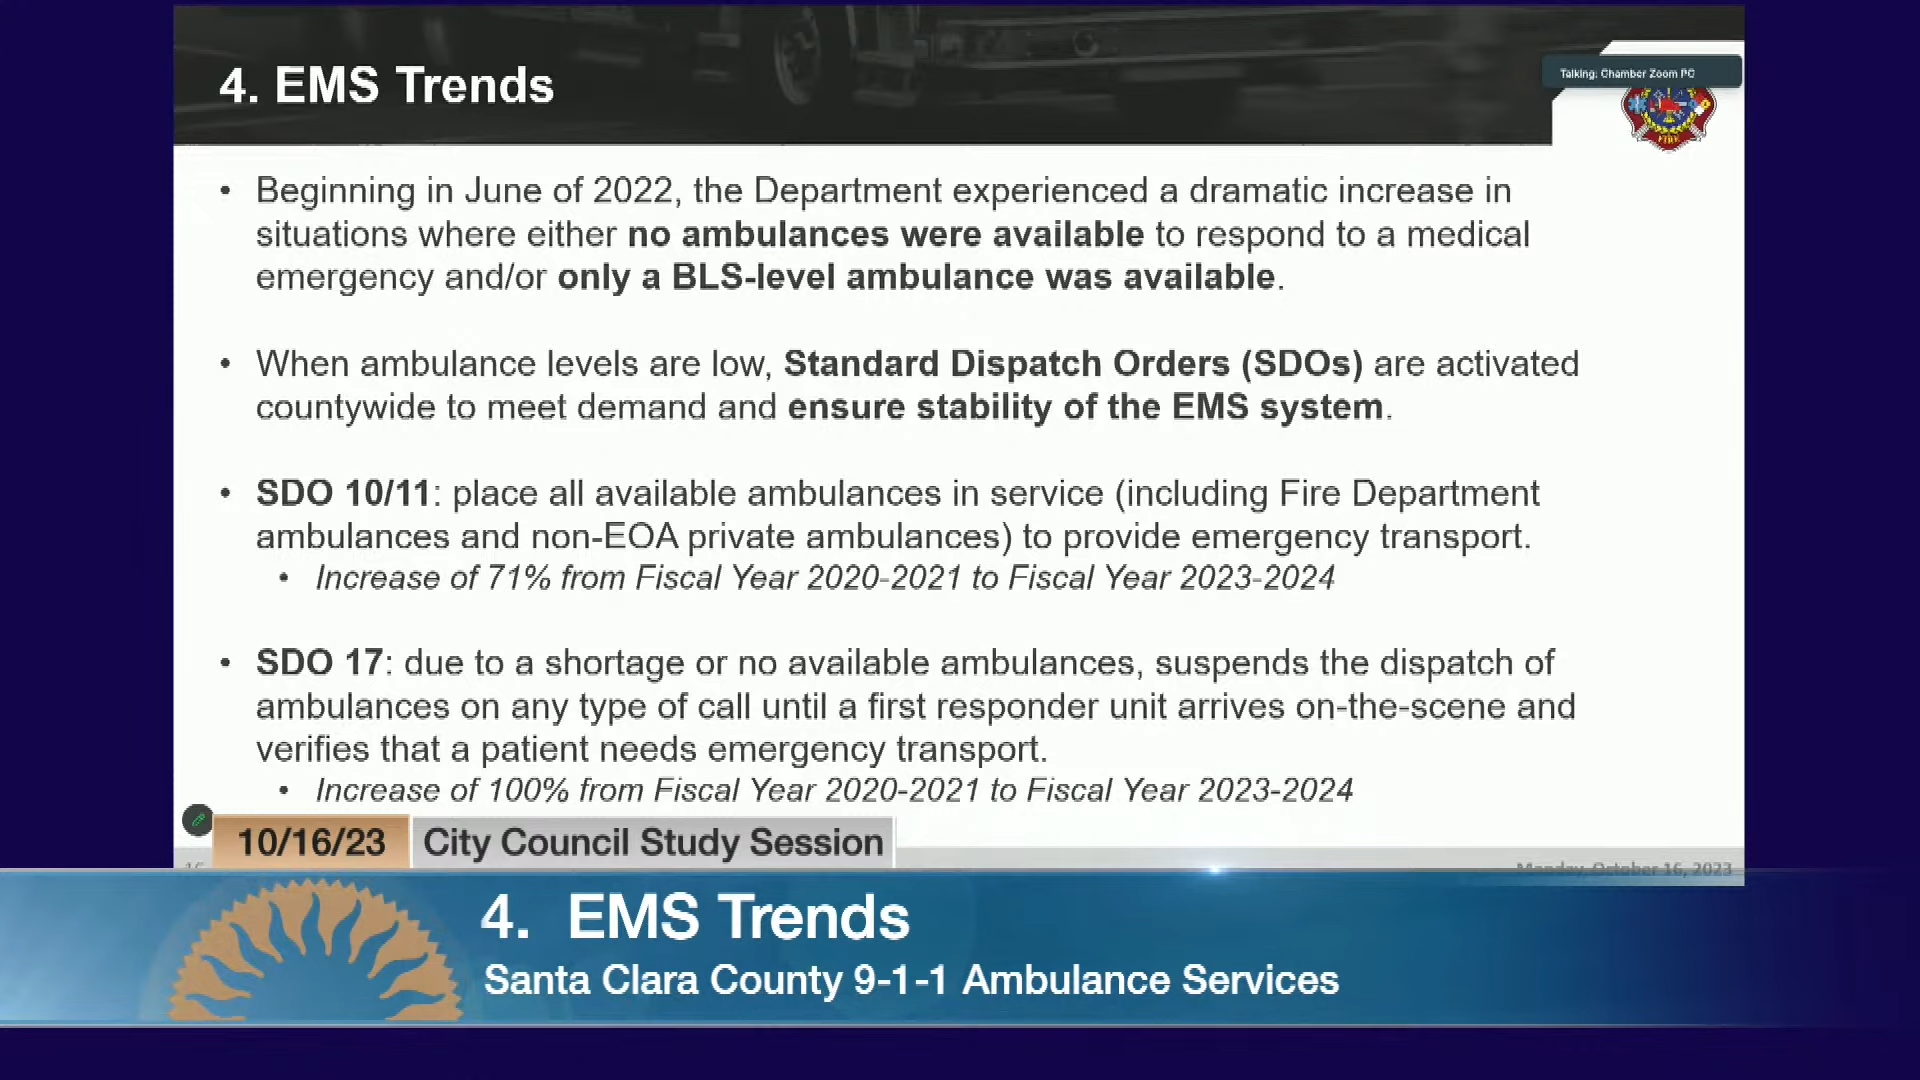 4. EMS Trends
Talking: Chamber Zoom PC
FIRE
• Beginning in June of 2022, the Department experienced a dramatic increase in
situations where either no ambulances were available to respond to a medical
emergency and/or only a BLS-level ambulance was available.
• When ambulance levels are low, Standard Dispatch Orders (SDOs) are activated
countywide to meet demand and ensure stability of the EMS system.
• SDO 10/11: place all available ambulances in service (including Fire Department
ambulances and non-EOA private ambulances) to provide emergency transport.
• Increase of 71% from Fiscal Year 2020-2021 to Fiscal Year 2023-2024
• SDO 17: due to a shortage or no available ambulances, suspends the dispatch of
ambulances on any type of call until a first responder unit arrives on-the-scene and
verifies that a patient needs emergency transport.
• Increase of 100% from Fiscal Year 2020-2021 to Fiscal Year 2023-2024
10/16/23 City Council Study Session
Monday, October 16, 2023
4. EMS Trends
Santa Clara County 9-1-1 Ambulance Services